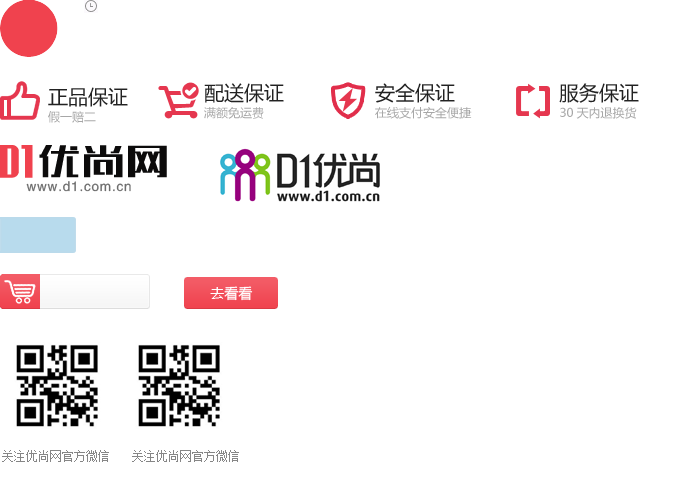 正品保证
假一赔二
配送保证
满额免运费
安全保证
在线支付安全便捷
服务保证
30 天内退换货
D1优尚网
www.d1.com.cn
D1优尚
www.d1.com.cn
去看看
关注优尚网官方微信
关注优尚网官方微信